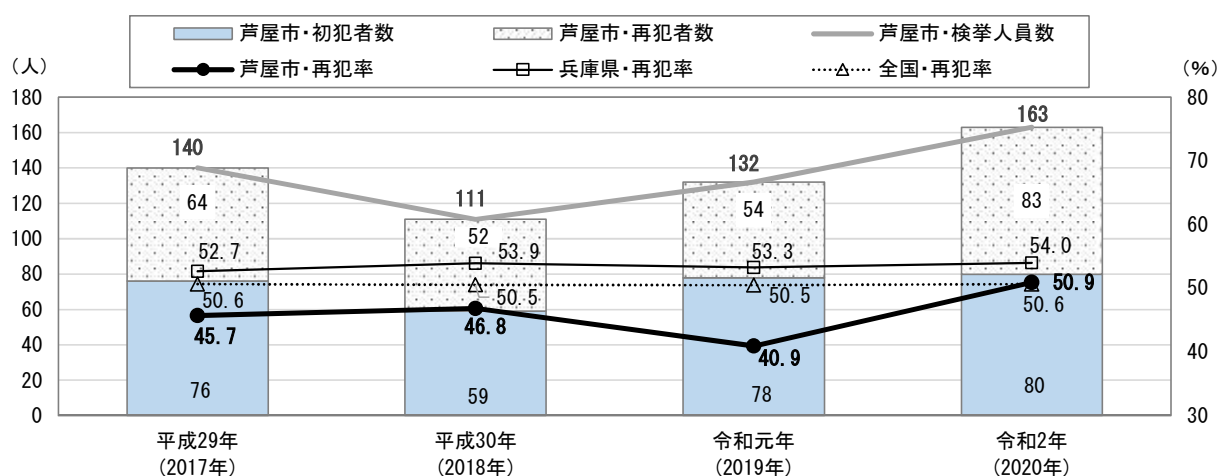 芦屋市・初犯者数 芦屋市・再犯者数 芦屋市・検挙人員数
芦屋市・再犯率 兵庫県・再犯率 全国・再犯率
（人） （％）
180 80
160 70
140 60
120 50
100 40
80 30
60
40
20
0
140 111 132 163
64 52 54 83
52.7 53.9 53.3 54.0
50.6 50.5 50.5 50.6
45.7 46.8 40.9 50.9
76 59 78 80
平成29年 平成30年 令和元年 令和2年
（2017年） （2018年） （2019年） （2020年）